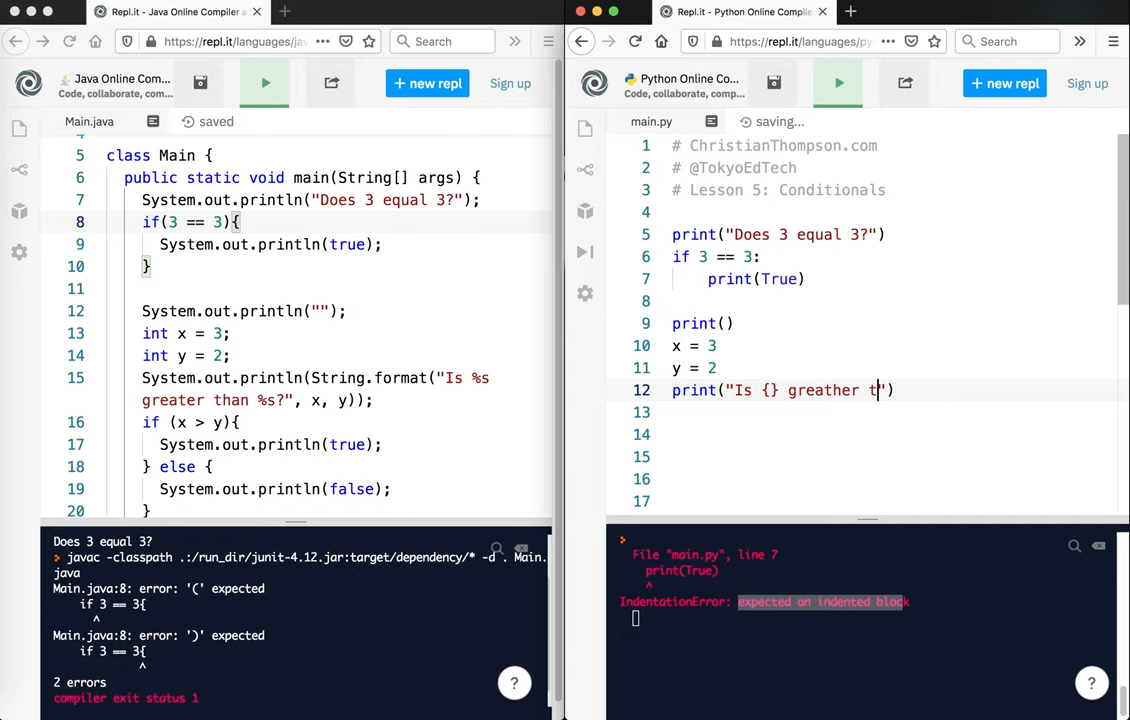 Repl.it - Java Online Compiler a
https://repl.it/languages/jav
Search
Java Online Com...
Code, collaborate, com...
+ new repl
Sign up
Main.java
saved
4
5 class Main {
6 public static void main(String[] args) {
7 System.out.println("Does 3 equal 3?");
8 if(3 == 3){
9 System.out.println(true);
10 }
11
12 System.out.println("");
13 int x = 3;
14 int y = 2;
15 System.out.println(String.format("Is %s
greater than %s?", x, y));
16 if (x > y){
17 System.out.println(true);
18 } else {
19 System.out.println(false);
20 }
Does 3 equal 3?
javac -classpath .:/run_dir/junit-4.12.jar:target/dependency/* -d . Main.
java
Main.java:8: error: '(' expected
if 3 == 3{
^
Main.java:8: error: ')' expected
if 3 == 3{
^
2 errors
compiler exit status 1
?
Repl.it - Python Online Compile
https://repl.it/languages/py
Search
Python Online Co...
Code, collaborate, comp...
+ new repl
Sign up
main.py
saving...
1 # ChristianThompson.com
2 # @TokyoEdTech
3 # Lesson 5: Conditionals
4
5 print("Does 3 equal 3?")
6 if 3 == 3:
7 print(True)
8
9 print()
10 x = 3
11 y = 2
12 print("Is {} greather t")
13
14
15
16
17
File "main.py", line 7
print(True)
^
IndentationError: expected an indented block
?